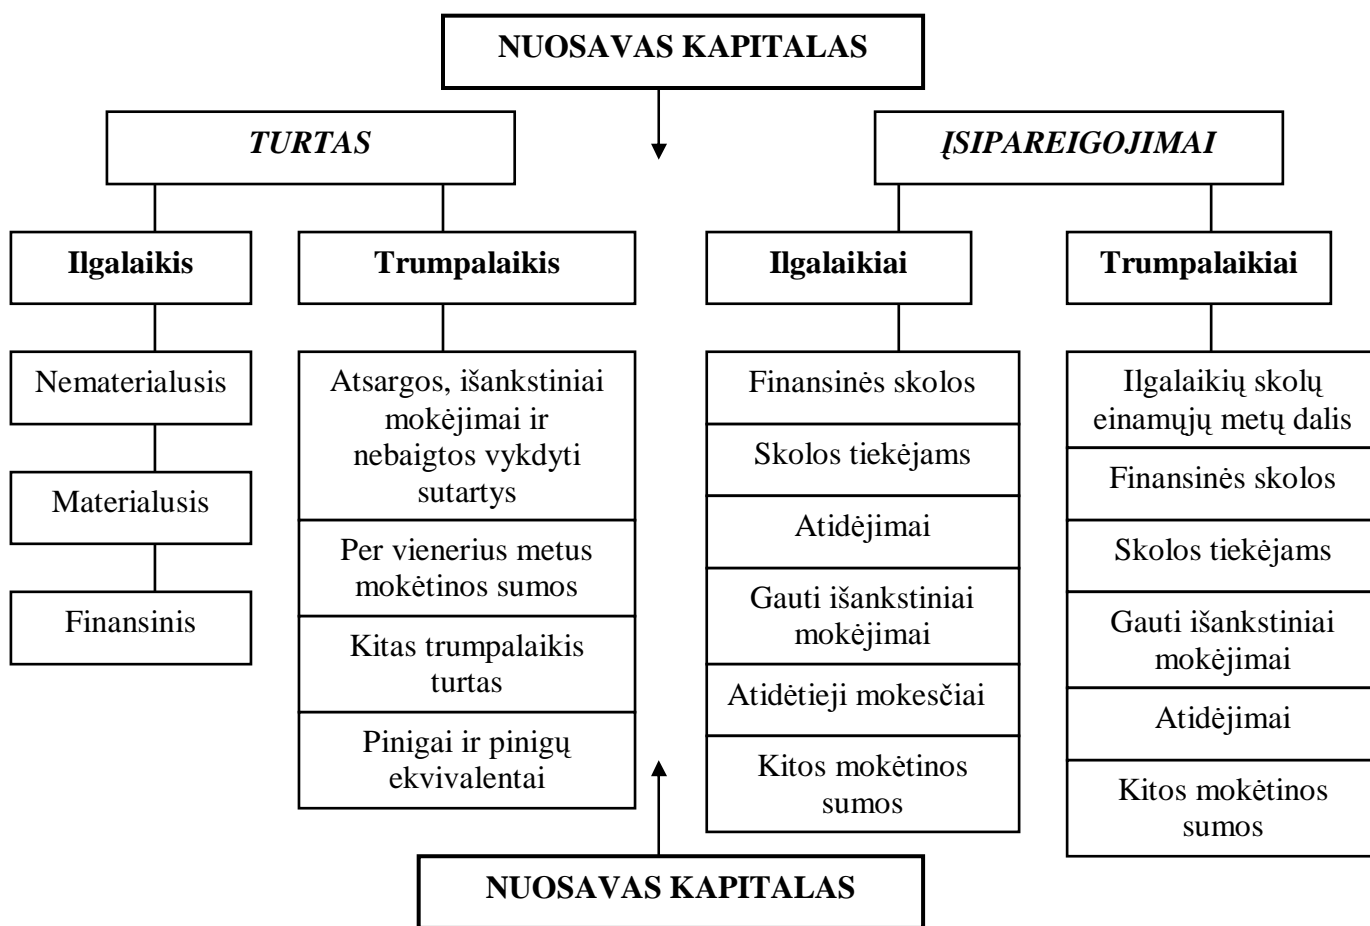 NUOSAVAS KAPITALAS
TURTAS
ĮSIPAREIGOJIMAI
Ilgalaikis
Trumpalaikis
Ilgalaikiai
Trumpalaikiai
Nematerialusis
Materialusis
Finansinis
Atsargos, išankstiniai
mokėjimai ir
nebaigtos vykdyti
sutartys
Per vienerius metus
mokėtinos sumos
Kitas trumpalaikis
turtas
Pinigai ir pinigų
ekvivalentai
Finansinės skolos
Skolos tiekėjams
Atidėjimai
Gauti išankstiniai
mokėjimai
Atidėtieji mokesčiai
Kitos mokėtinos
sumos
Ilgalaikių skolų
einamųjų metų dalis
Finansinės skolos
Skolos tiekėjams
Gauti išankstiniai
mokėjimai
Atidėjimai
Kitos mokėtinos
sumos
NUOSAVAS KAPITALAS